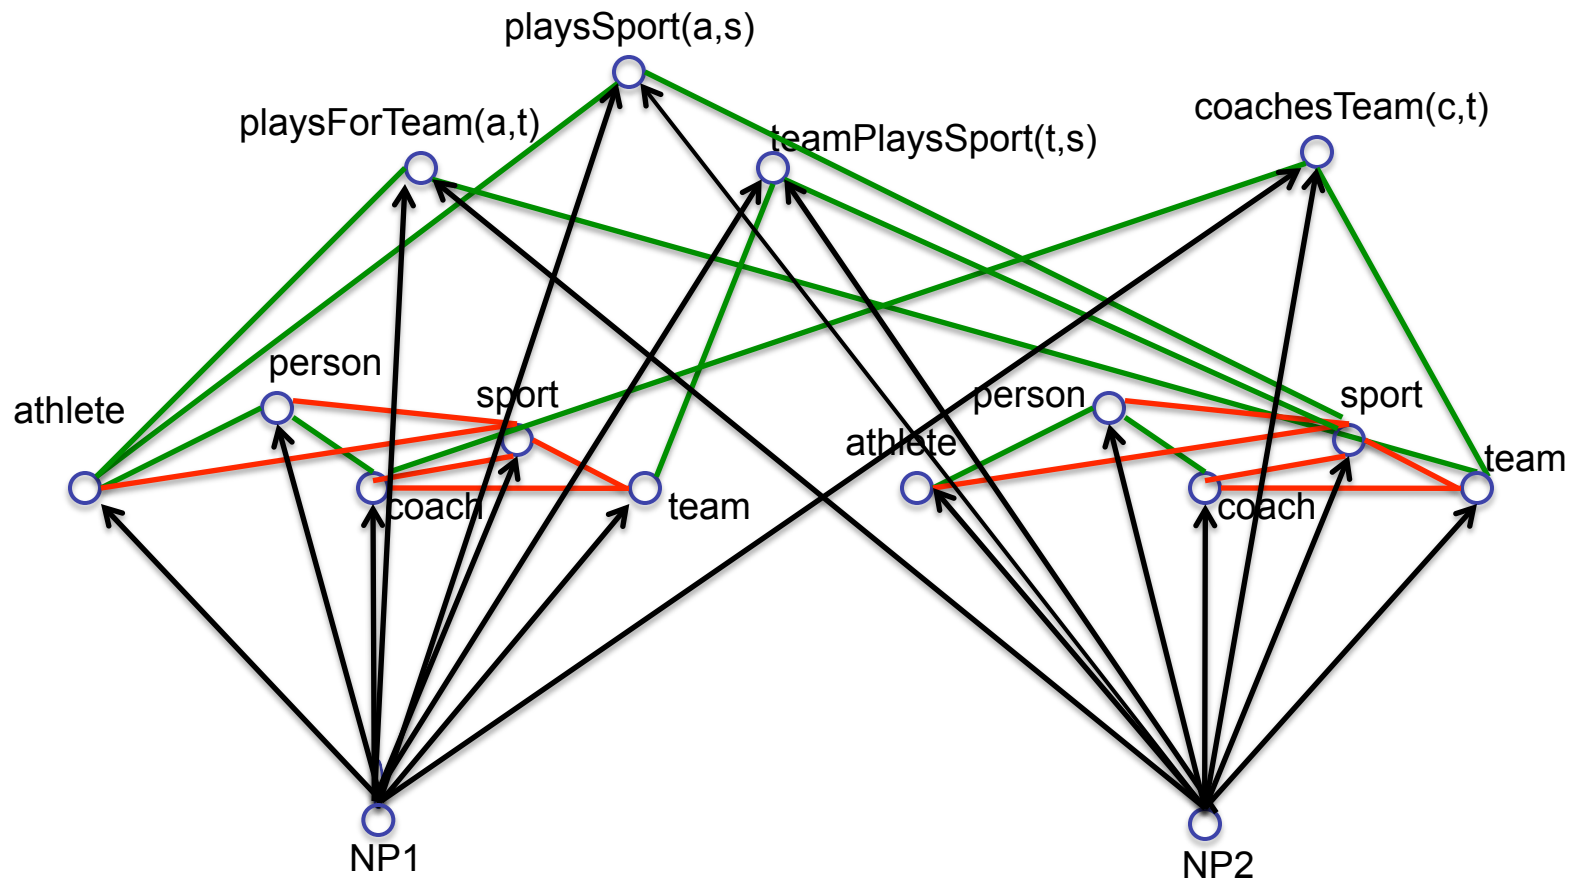 playsSport(a,s)
playsForTeam(a,t)
teamPlaysSport(t,s)
coachesTeam(c,t)
person
sport
athlete
coach
team
person
sport
athlete
team
coach
NP1
NP2